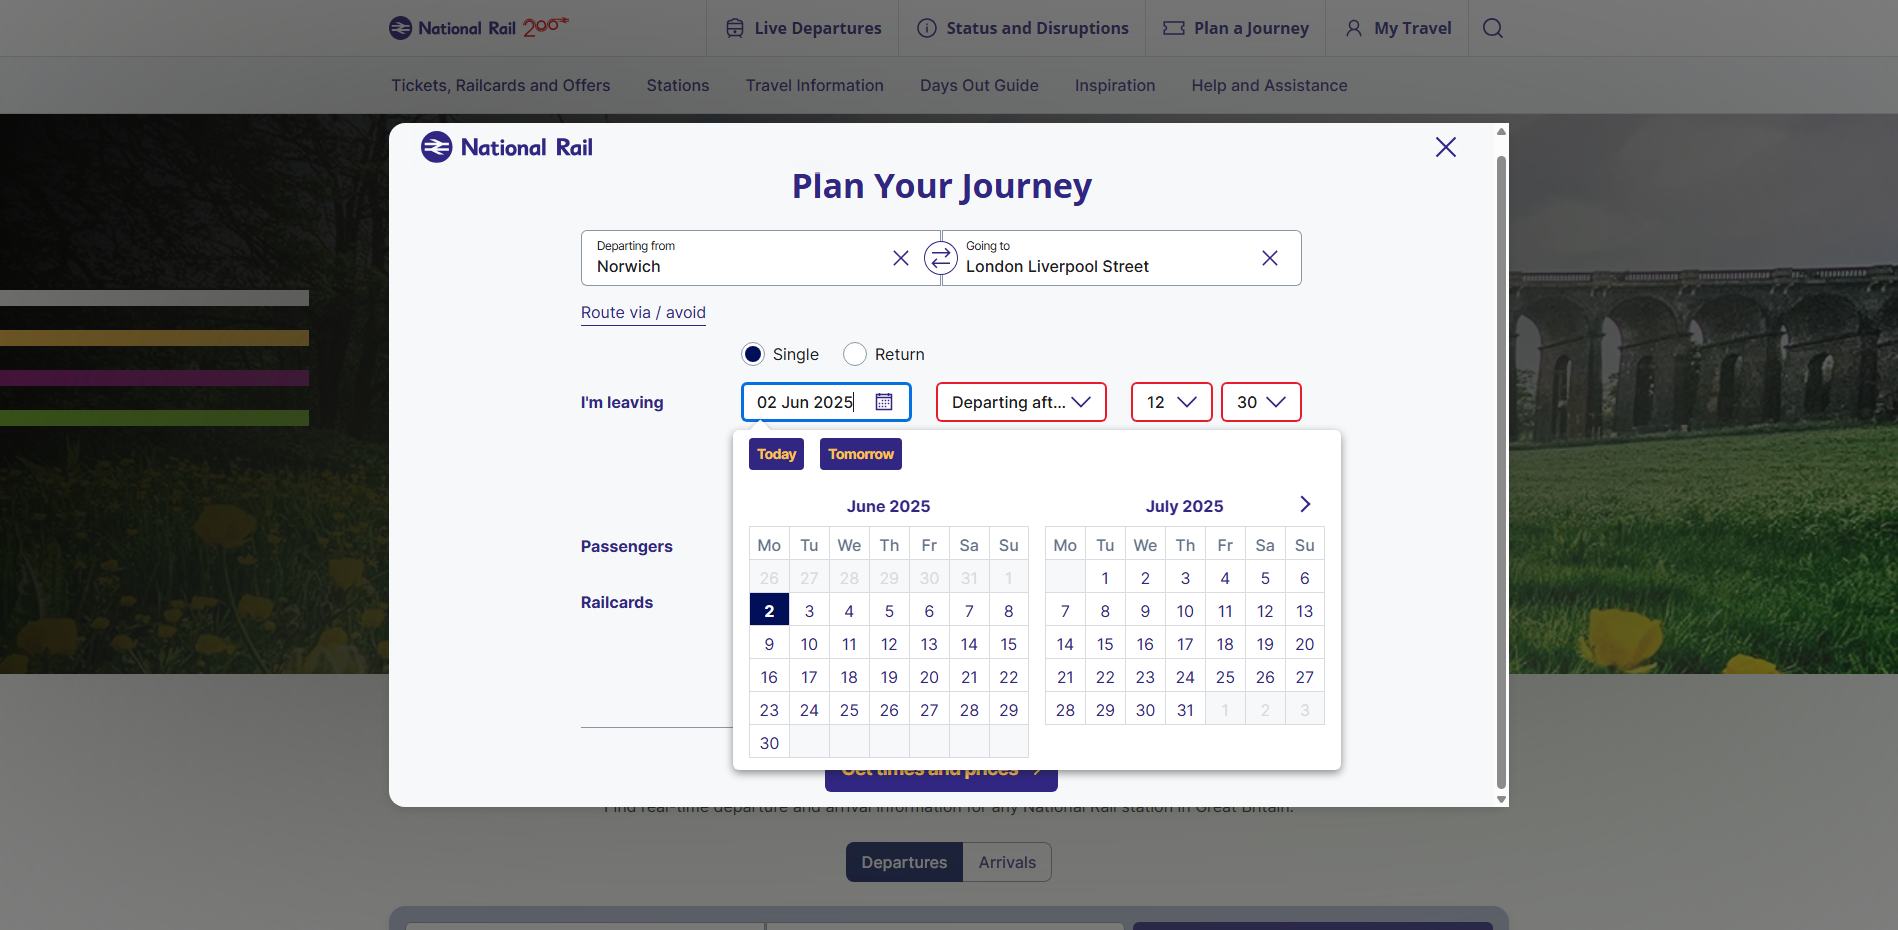 National Rail 200
Live Departures
Status and Disruptions
Plan a Journey
My Travel
Tickets, Railcards and Offers
Stations
Travel Information
Days Out Guide
Inspiration
Help and Assistance
National Rail
Plan Your Journey
Departing from
Norwich
Going to
London Liverpool Street
Route via / avoid
Single
Return
I'm leaving
02 Jun 2025
Departing aft...
12
30
Today
Tomorrow
June 2025
Mo Tu We Th Fr Sa Su
26 27 28 29 30 31 1
2 3 4 5 6 7 8
9 10 11 12 13 14 15
16 17 18 19 20 21 22
23 24 25 26 27 28 29
30
July 2025
Mo Tu We Th Fr Sa Su
1 2 3 4 5 6
7 8 9 10 11 12 13
14 15 16 17 18 19 20
21 22 23 24 25 26 27
28 29 30 31 1 2 3
Passengers
Railcards
Get times and prices
Find real-time departure and arrival information for any National Rail station in Great Britain.
Departures
Arrivals